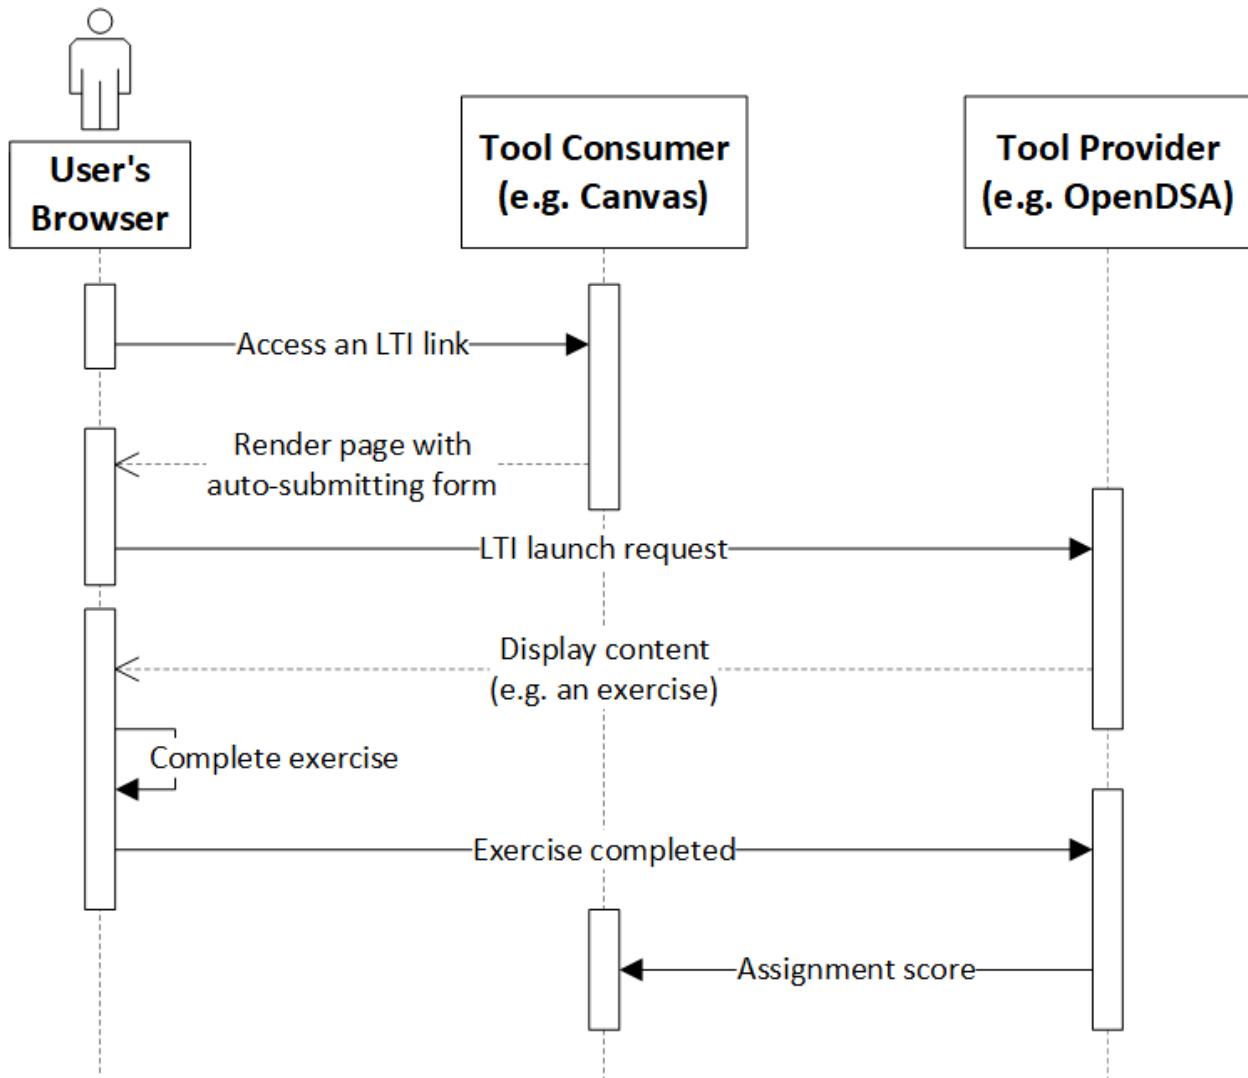 User's
Browser
Tool Consumer
(e.g. Canvas)
Tool Provider
(e.g. OpenDSA)
Access an LTI link
Render page with
auto-submitting form
LTI launch request
Display content
(e.g. an exercise)
Complete exercise
Exercise completed
Assignment score